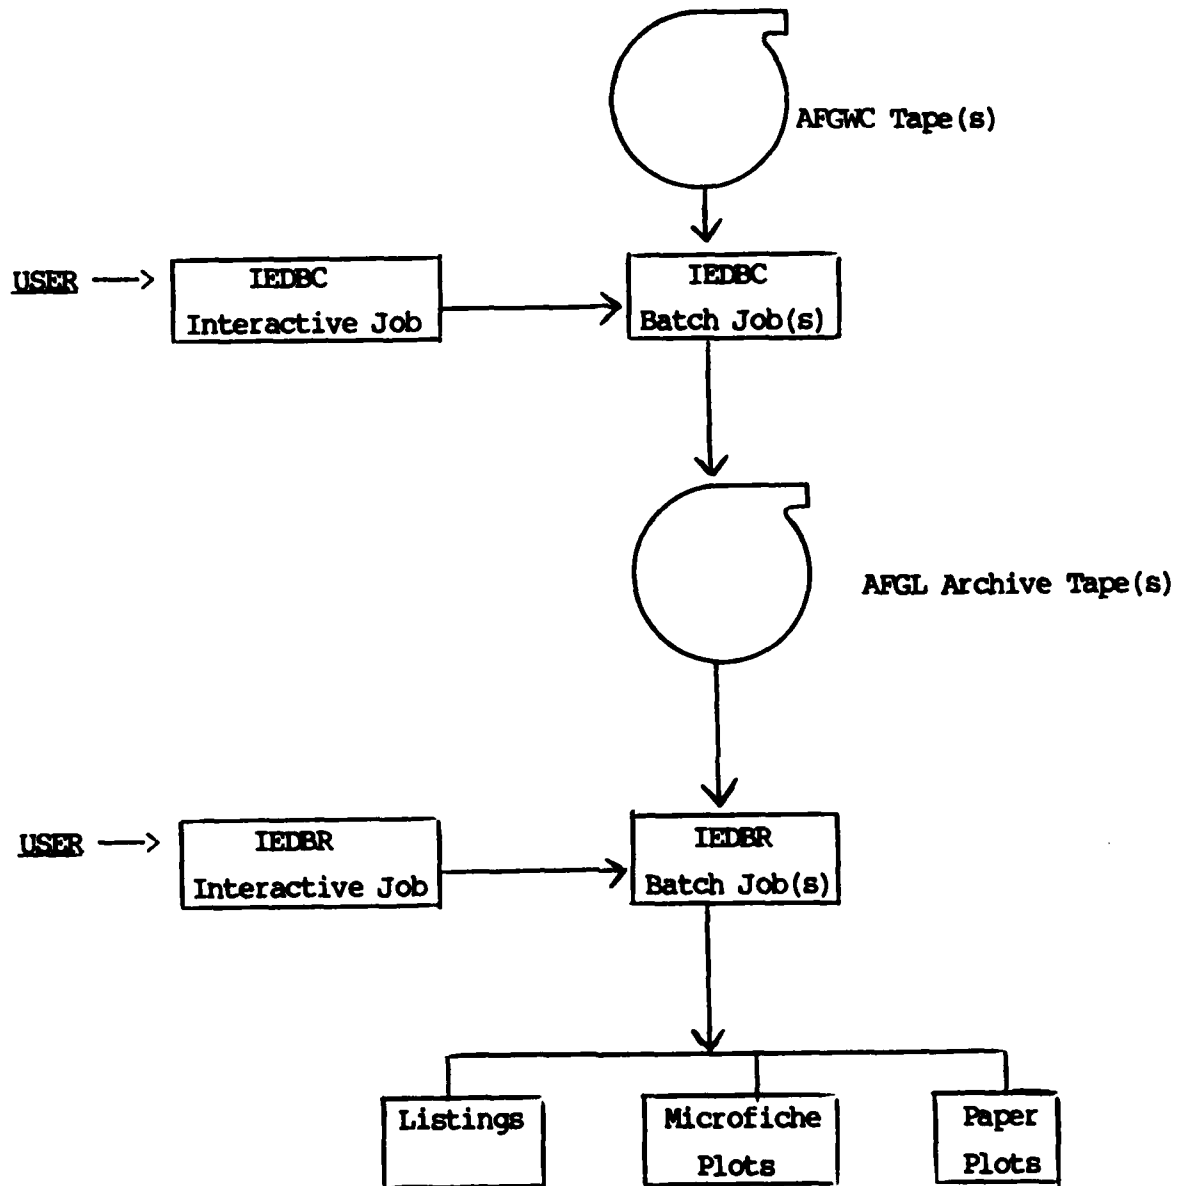 AFGWC Tape(s)
USER
IEDBC
Interactive Job
IEDBC
Batch Job(s)
AFGL Archive Tape(s)
USER
IEDBR
Interactive Job
IEDBR
Batch Job(s)
Listings
Microfiche
Plots
Paper
Plots